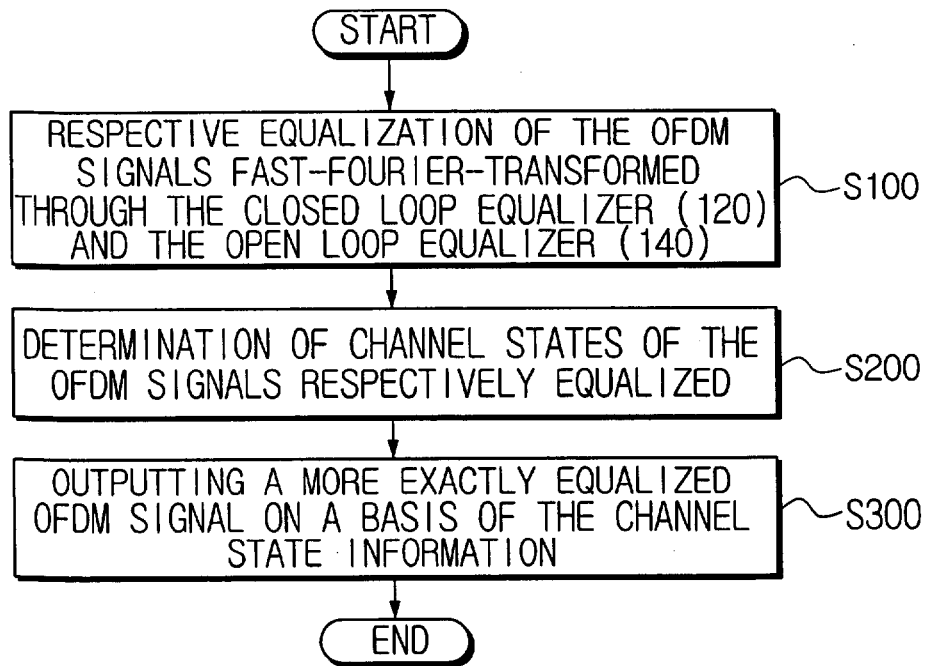 START
RESPECTIVE EQUALIZATION OF THE OFDM
SIGNALS FAST-FOURIER-TRANSFORMED
THROUGH THE CLOSED LOOP EQUALIZER (120)
AND THE OPEN LOOP EQUALIZER (140)
S100
DETERMINATION OF CHANNEL STATES OF THE
OFDM SIGNALS RESPECTIVELY EQUALIZED
S200
OUTPUTTING A MORE EXACTLY EQUALIZED
OFDM SIGNAL ON A BASIS OF THE CHANNEL
STATE INFORMATION
S300
END